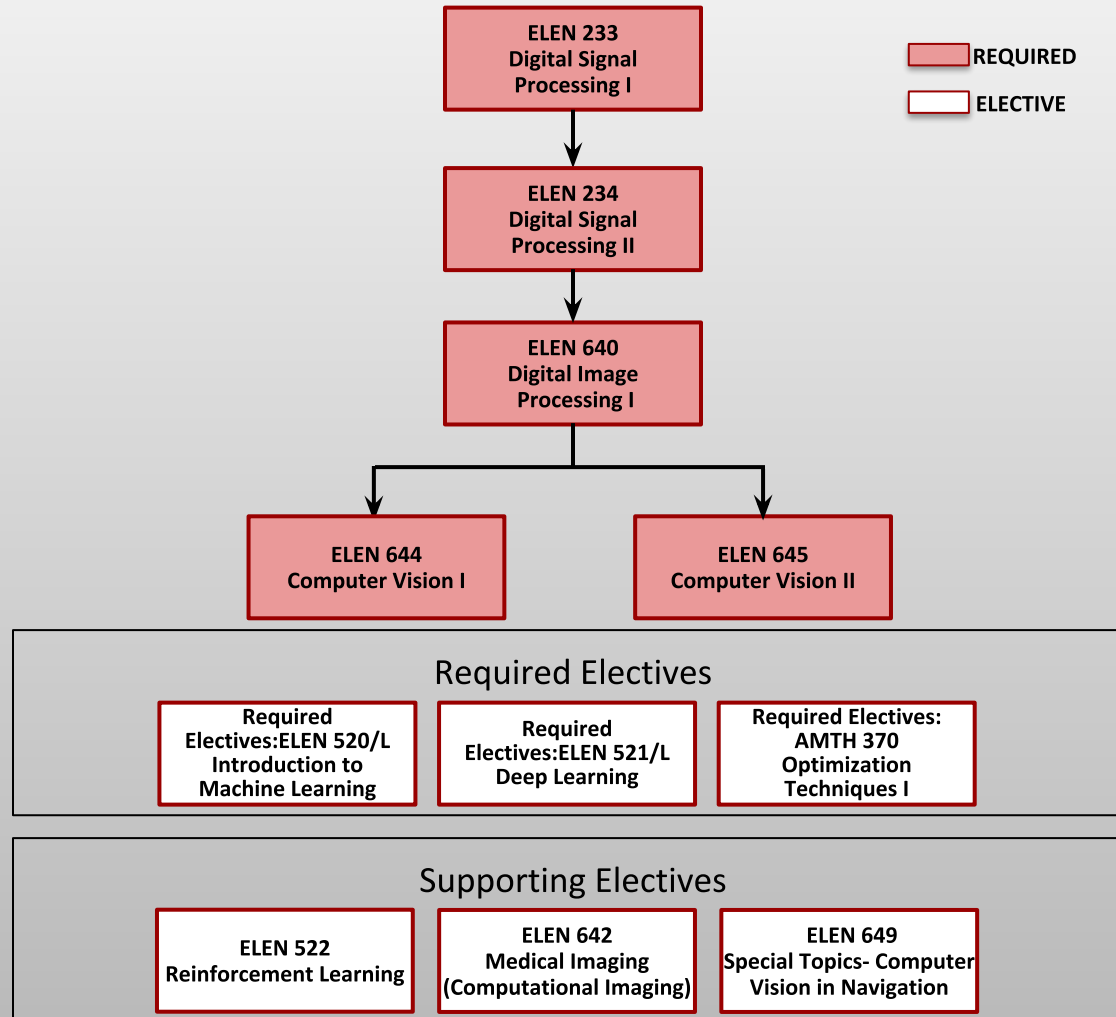 ELEN 233
Digital Signal
Processing I
REQUIRED
ELECTIVE
ELEN 234
Digital Signal
Processing II
ELEN 640
Digital Image
Processing I
ELEN 644
Computer Vision I
ELEN 645
Computer Vision II
Required Electives
Required
Electives:ELEN 520/L
Introduction to
Machine Learning
Required
Electives:ELEN 521/L
Deep Learning
Required Electives:
AMTH 370
Optimization
Techniques I
Supporting Electives
ELEN 522
Reinforcement Learning
ELEN 642
Medical Imaging
(Computational Imaging)
ELEN 649
Special Topics- Computer
Vision in Navigation